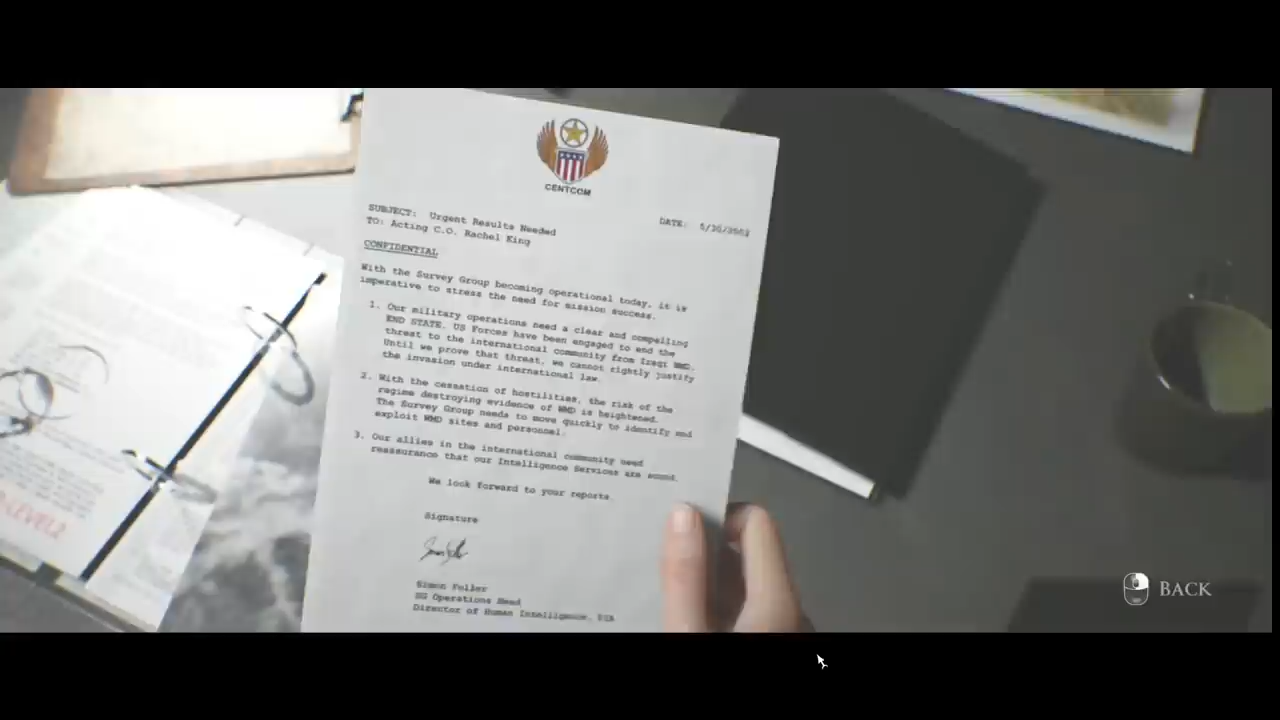 CENTCOM
SUBJECT: Urgent Results Needed
DATE: 5/30/2003
TO: Acting C.O. Rachel King
CONFIDENTIAL
With the Survey Group becoming operational today, it is
imperative to stress the need for mission success.
1. Our military operations need a clear and compelling
END STATE. US Forces have been engaged to end the
threat to the international community from Iraqi WMD.
Until we prove that threat, we cannot rightly justify
the invasion under international law.
2. With the cessation of hostilities, the risk of the
regime destroying evidence of WMD is heightened.
The Survey Group needs to move quickly to identify and
exploit WMD sites and personnel.
3. Our allies in the international community need
reassurance that our Intelligence Services are sound.
We look forward to your reports.
Signature
Simon Fuller
SG Operations Head
Director of Human Intelligence,
LEVEL2
BACK